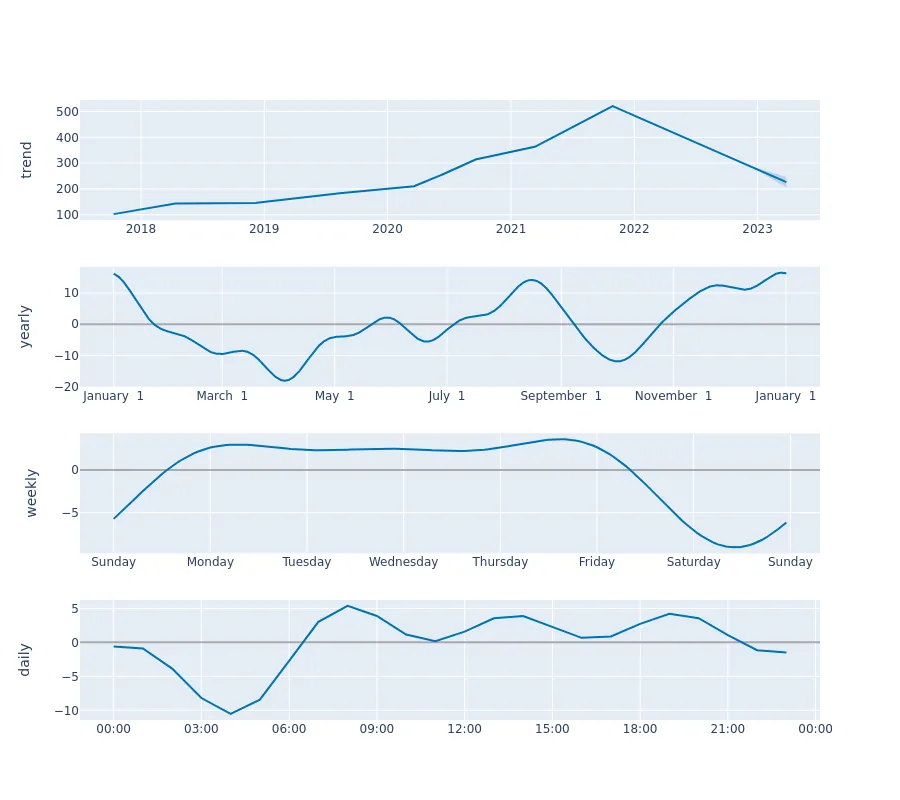 trend
500
400
300
200
100
2018 2019 2020 2021 2022 2023
yearly
10
0
−10
−20
January 1 March 1 May 1 July 1 September 1 November 1 January 1
weekly
0
−5
Sunday Monday Tuesday Wednesday Thursday Friday Saturday Sunday
daily
5
0
−5
−10
00:00 03:00 06:00 09:00 12:00 15:00 18:00 21:00 00:00